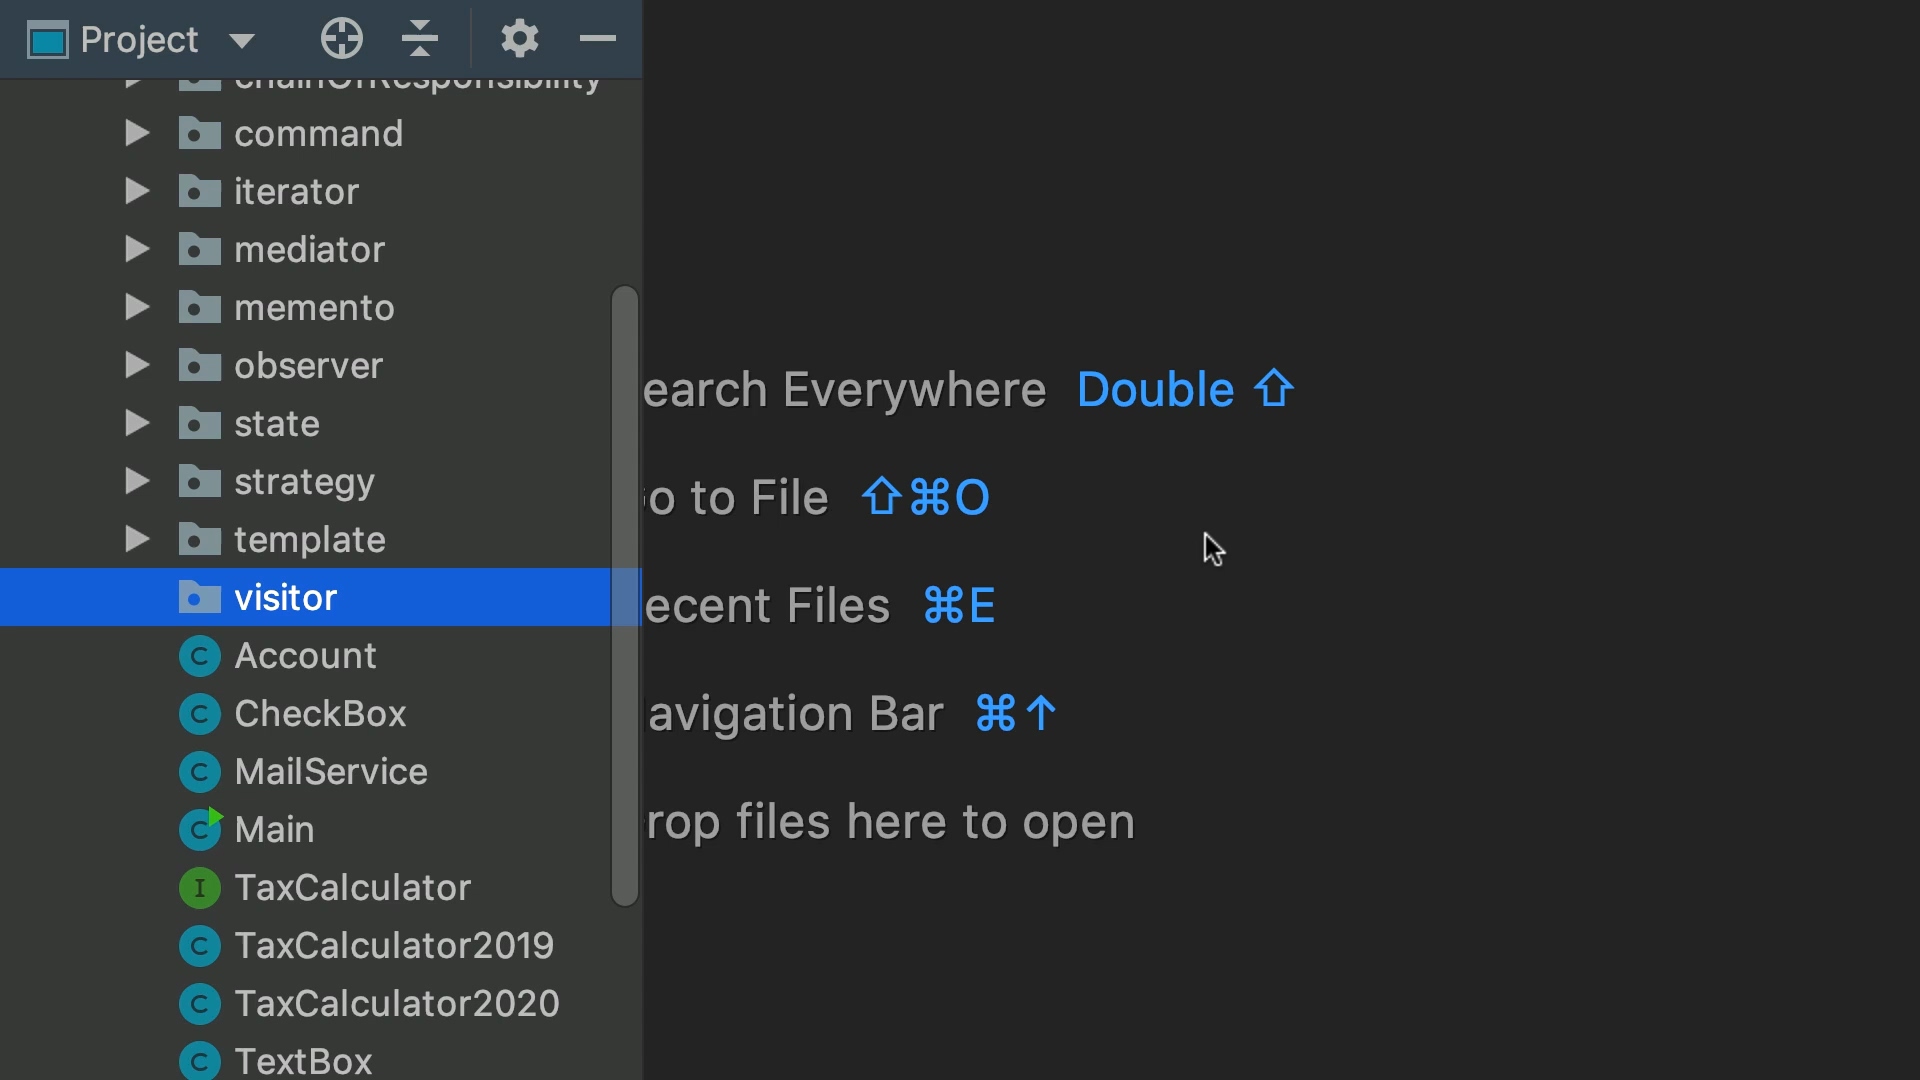 Project
chainOfResponsibility
command
iterator
mediator
memento
observer
state
strategy
template
visitor
Account
CheckBox
MailService
Main
TaxCalculator
TaxCalculator2019
TaxCalculator2020
TextBox
earch Everywhere Double ⇧
o to File ⇧⌘O
ecent Files ⌘E
avigation Bar ⌘↑
rop files here to open